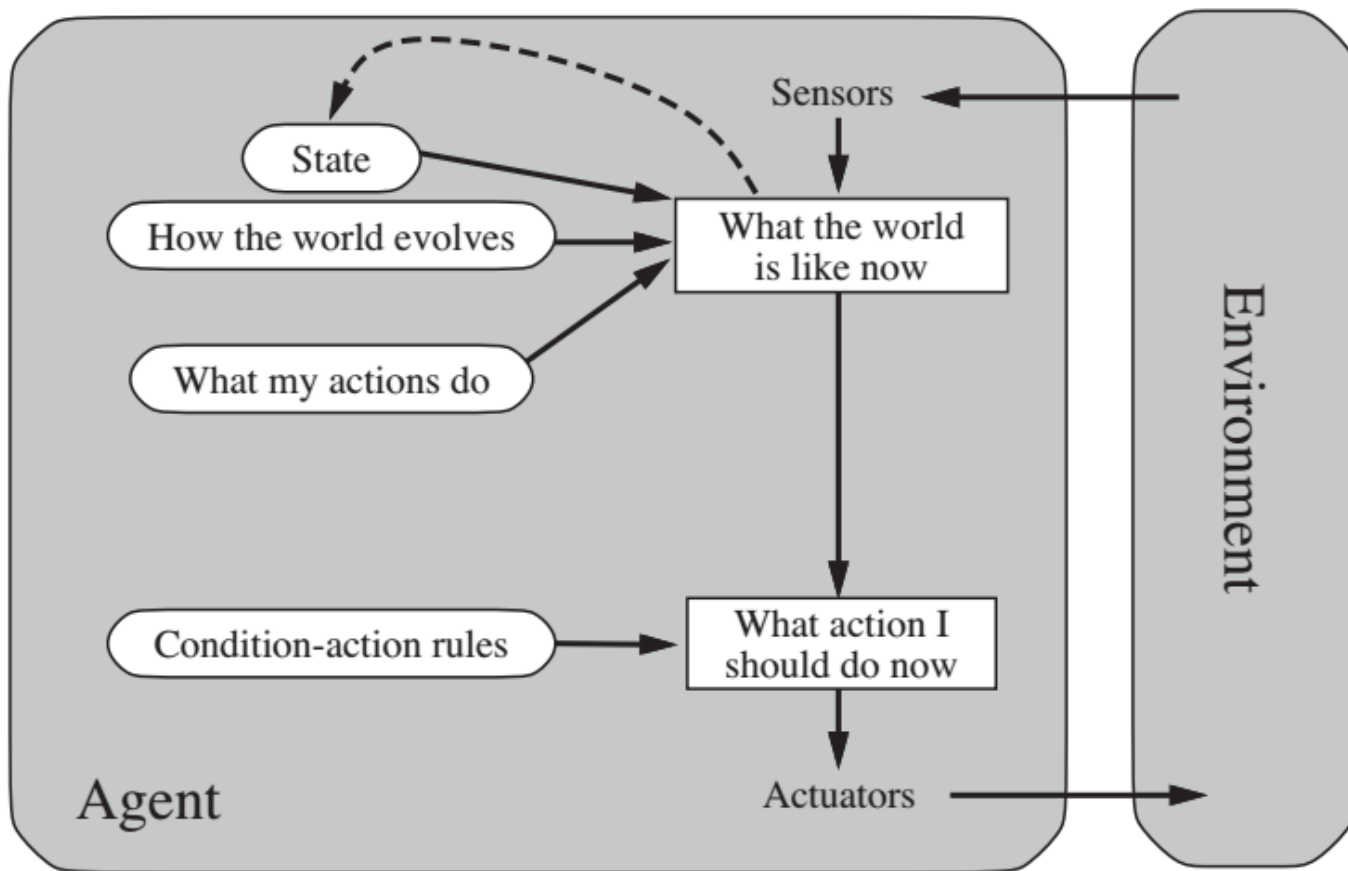 Sensors
State
How the world evolves
What the world
is like now
What my actions do
Environment
Condition-action rules
What action I
should do now
Agent
Actuators